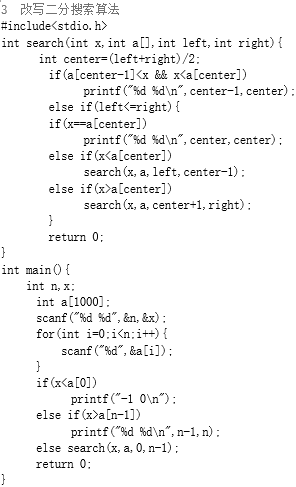 3  改写二分搜索算法
#include<stdio.h>
int search(int x,int a[],int left,int right){
int center=(left+right)/2;
if(a[center-1]<x && x<a[center])
printf("%d %d\n",center-1,center);
else if(left<=right){
if(x==a[center])
printf("%d %d\n",center,center);
else if(x<a[center])
search(x,a,left,center-1);
else if(x>a[center])
search(x,a,center+1,right);
}
return 0;
}
int main(){
int n,x;
int a[1000];
scanf("%d %d",&n,&x);
for(int i=0;i<n;i++){
scanf("%d",&a[i]);
}
if(x<a[0])
printf("-1 0\n");
else if(x>a[n-1])
printf("%d %d\n",n-1,n);
else search(x,a,0,n-1);
return 0;
}